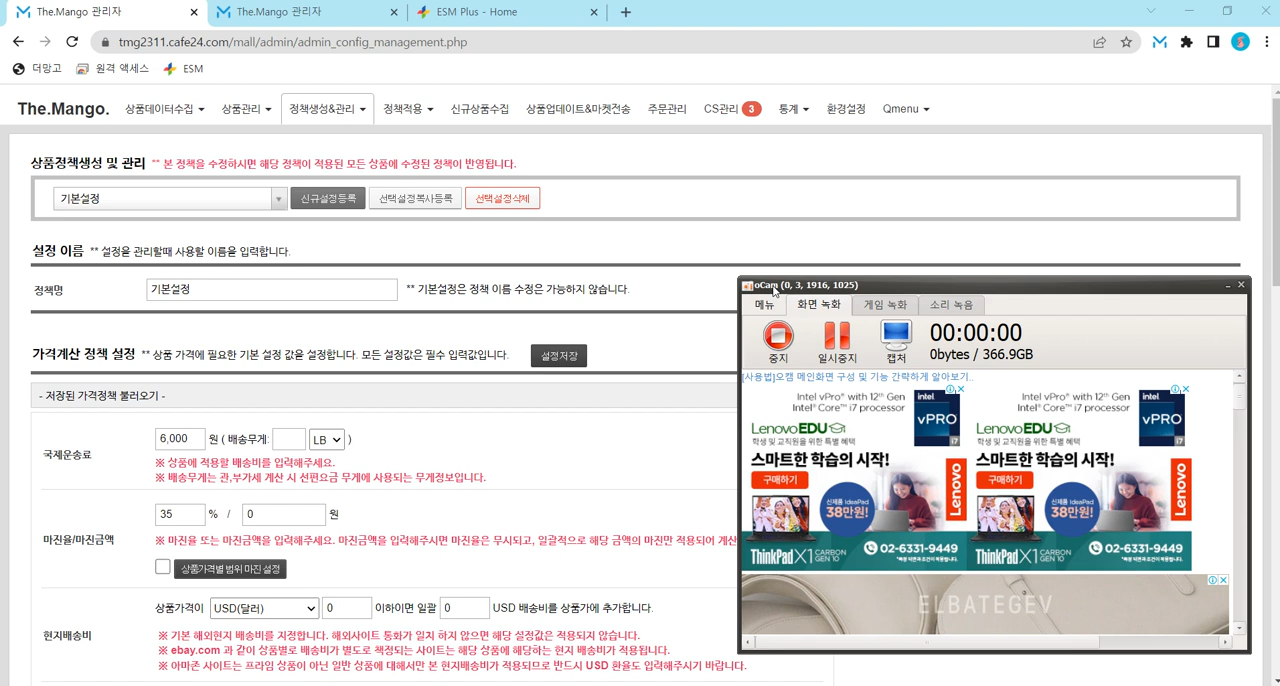 The.Mango 관리자
The.Mango 관리자
ESM Plus - Home
tmg2311.cafe24.com/mall/admin/admin_config_management.php
더망고 원격 액세스 ESM
The.Mango. 상품데이터수집 상품관리 정책생성&관리 정책적용 신규상품수집 상품업데이트&마켓전송 주문관리 CS관리 3 통계 환경설정 Qmenu
상품정책생성 및 관리 ** 본 정책을 수정하시면 해당 정책이 적용된 모든 상품에 수정된 정책이 반영됩니다.
기본설정 신규설정등록 선택설정복사등록 선택설정삭제
설정 이름 ** 설정을 관리할때 사용할 이름을 입력합니다.
정책명 기본설정 ** 기본설정은 정책 이름 수정은 가능하지 않습니다.
가격계산 정책 설정 ** 상품 가격에 필요한 기본 설정 값을 설정합니다. 모든 설정값은 필수 입력값입니다. 설정저장
- 저장된 가격정책 불러오기 -
국제운송료
6,000 원 ( 배송무게: LB )
※ 상품에 적용할 배송비를 입력해주세요.
※ 배송무게는 관,부가세 계산 시 선편요금 무게에 사용되는 무게정보입니다.
마진율/마진금액
35 % / 0 원
※ 마진율 또는 마진금액을 입력해주세요. 마진금액을 입력해주시면 마진율은 무시되고, 일괄적으로 해당 금액의 마진만 적용되어 계산
상품가격별 범위 마진 설정
현지배송비
상품가격이 USD(달러) 0 이하이면 일괄 0 USD 배송비를 상품가에 추가합니다.
※ 기본 해외현지 배송비를 지정합니다. 해외사이트 통화가 일치 하지 않으면 해당 설정값은 적용되지 않습니다.
※ ebay.com 과 같이 상품별로 배송비가 별도로 책정되는 사이트는 해당 상품에 해당하는 현지 배송비가 적용됩니다.
※ 아마존 사이트는 프라임 상품이 아닌 일반 상품에 대해서만 본 현지배송비가 적용되므로 반드시 USD 환율도 입력해주시기 바랍니다.
oCam (0, 3, 1916, 1025)
메뉴 화면 녹화 게임 녹화 소리 녹음
중지 일시중지 캡처
00:00:00
0bytes / 366.9GB
[사용법]오캠 메인화면 구성 및 기능 간략하게 알아보기..
Intel vPro® with 12th Gen
Intel® Core™ i7 processor
intel
vPRO
i7
LenovoEDU
학생 및 교직원을 위한 특별 혜택
스마트한 학습의 시작!
구매하기
신제품 IdeaPad
38만원!
Lenovo
ThinkPad X1 CARBON GEN 10
02-6331-9449
Intel vPro® with 12th Gen
Intel® Core™ i7 processor
intel
vPRO
i7
LenovoEDU
학생 및 교직원을 위한 특별 혜택
스마트한 학습의 시작!
구매하기
신제품 IdeaPad
38만원!
Lenovo
ThinkPad X1 CARBON GEN 10
02-6331-9449
ELBATEGEV